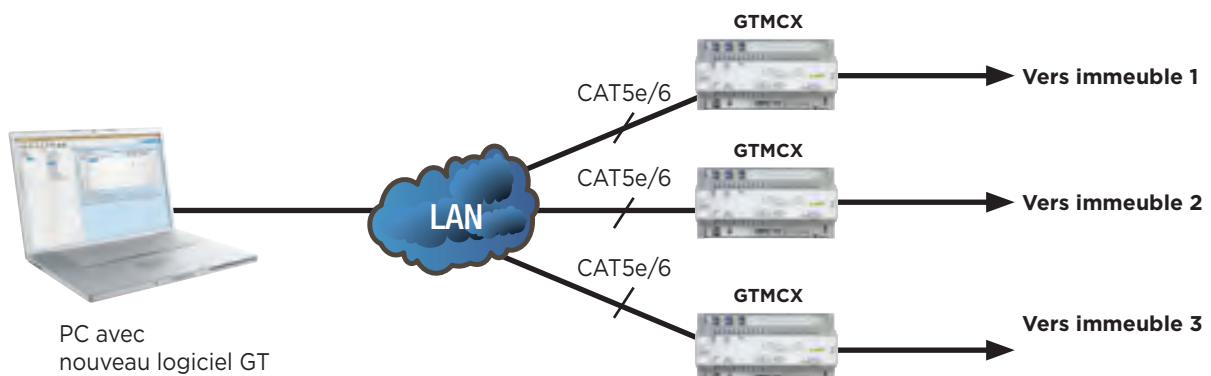 GTMCX
CAT5e/6
Vers immeuble 1
GTMCX
CAT5e/6
LAN
Vers immeuble 2
CAT5e/6
GTMCX
Vers immeuble 3
PC avec
nouveau logiciel GT